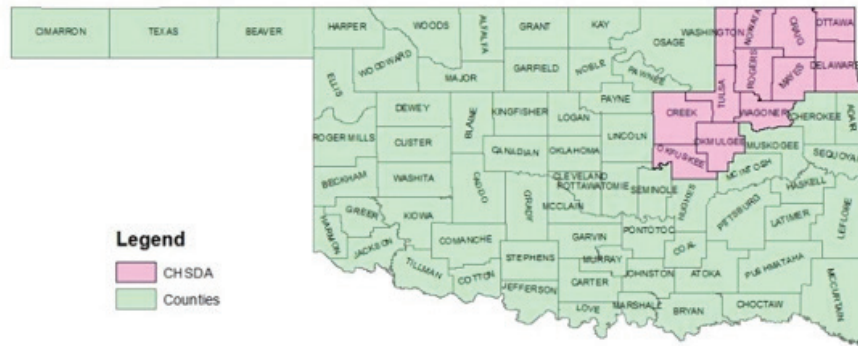 CIMARRON
TEXAS
BEAVER
HARPER
WOODS
ALFALFA
GRANT
KAY
OSAGE
WASHINGTON
NOWATA
CRAIG
OTTAWA
ELLIS
WOODWARD
MAJOR
GARFIELD
NOBLE
PAWNEE
TULSA
ROGERS
MAYES
DELAWARE
DEWEY
BLAINE
KINGFISHER
LOGAN
PAYNE
CREEK
WAGONER
CHEROKEE
ADAIR
ROGER MILLS
CUSTER
CANADIAN
OKLAHOMA
LINCOLN
OKFUSKEE
OKMULGEE
MUSKOGEE
SEQUOYAH
BECKHAM
WASHITA
CADDO
GRADY
CLEVELAND
POTTAWATOMIE
SEMINOLE
HUGHES
MCINTOSH
HASKELL
GREER
KIOWA
MCCLAIN
PITTSBURG
LATIMER
LEFLORE
HARMON
JACKSON
COMANCHE
STEPHENS
GARVIN
PONTOTOC
COAL
TILLMAN
COTTON
JEFFERSON
MURRAY
CARTER
JOHNSTON
ATOKA
PUSHMATAHA
MCCURTAIN
LOVE
MARSHALL
BRYAN
CHOCTAW
Legend
CHSDA
Counties